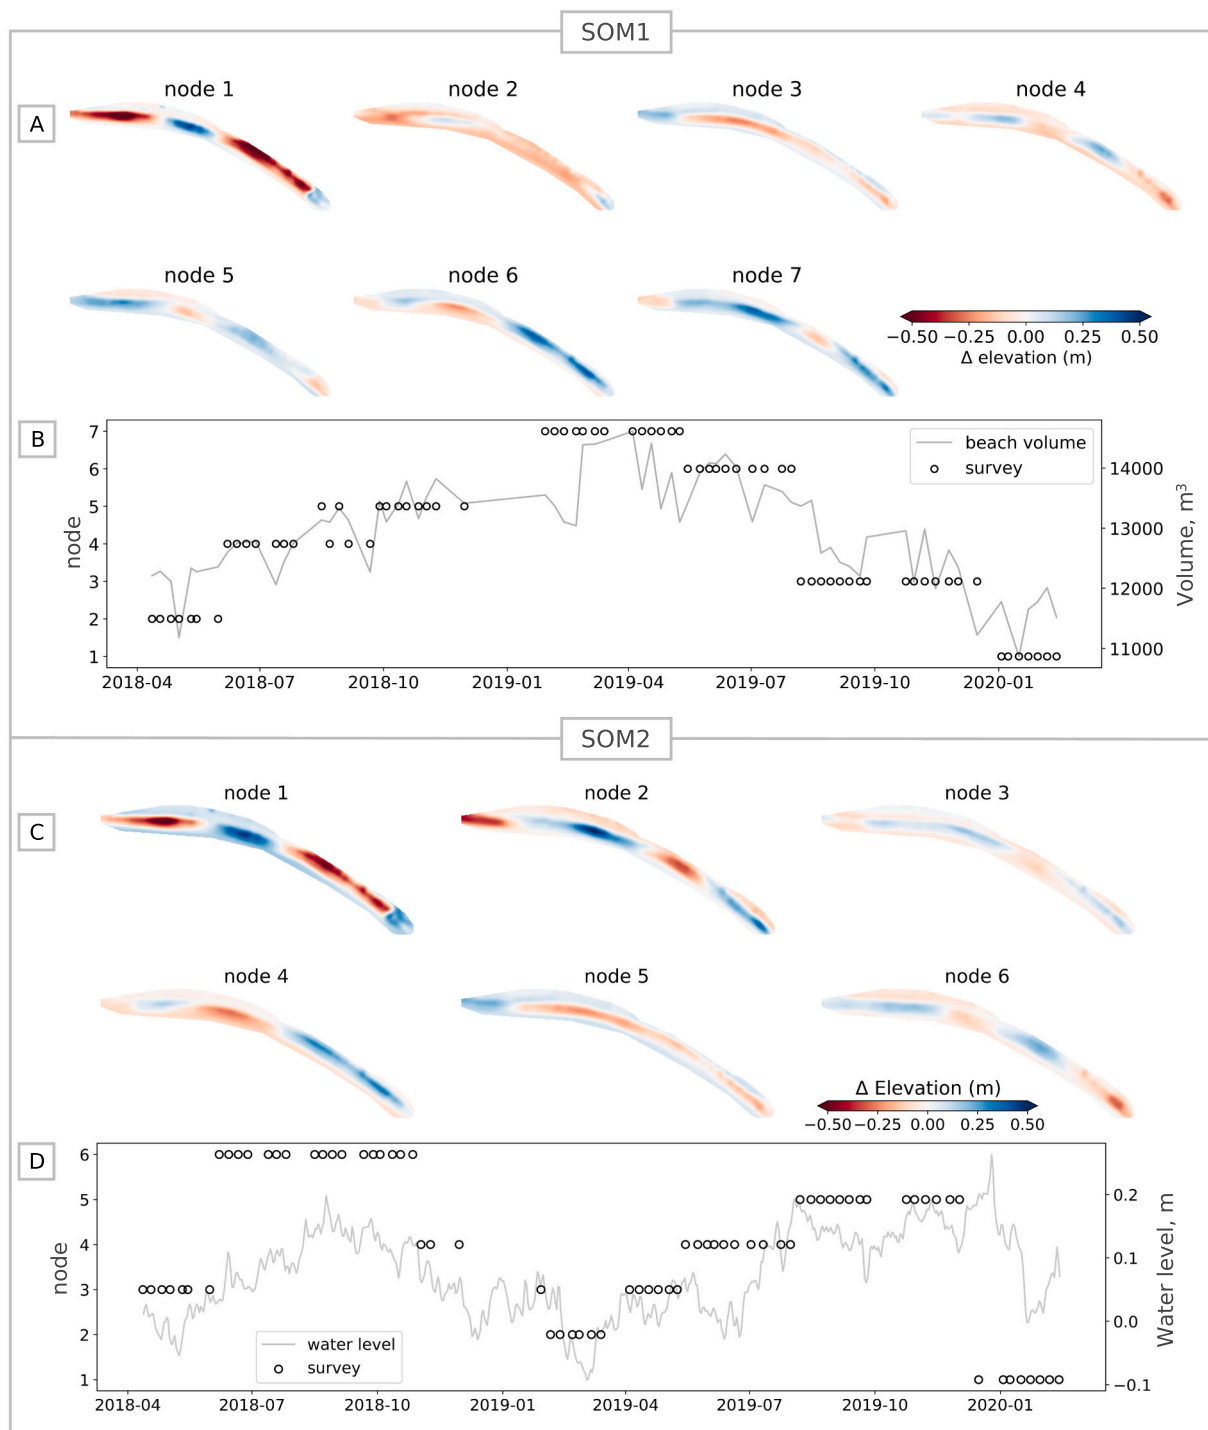 SOM1
A
node 1
node 2
node 3
node 4
node 5
node 6
node 7
−0.50 −0.25 0.00 0.25 0.50
Δ elevation (m)
B
7
6
5
4
3
2
1
node
beach volume
survey
14000
13000
12000
11000
Volume, m³
2018-04 2018-07 2018-10 2019-01 2019-04 2019-07 2019-10 2020-01
SOM2
C
node 1
node 2
node 3
node 4
node 5
node 6
Δ Elevation (m)
−0.50 −0.25 0.00 0.25 0.50
D
6
5
4
3
2
1
node
water level
survey
0.2
0.1
0.0
−0.1
Water level, m
2018-04 2018-07 2018-10 2019-01 2019-04 2019-07 2019-10 2020-01